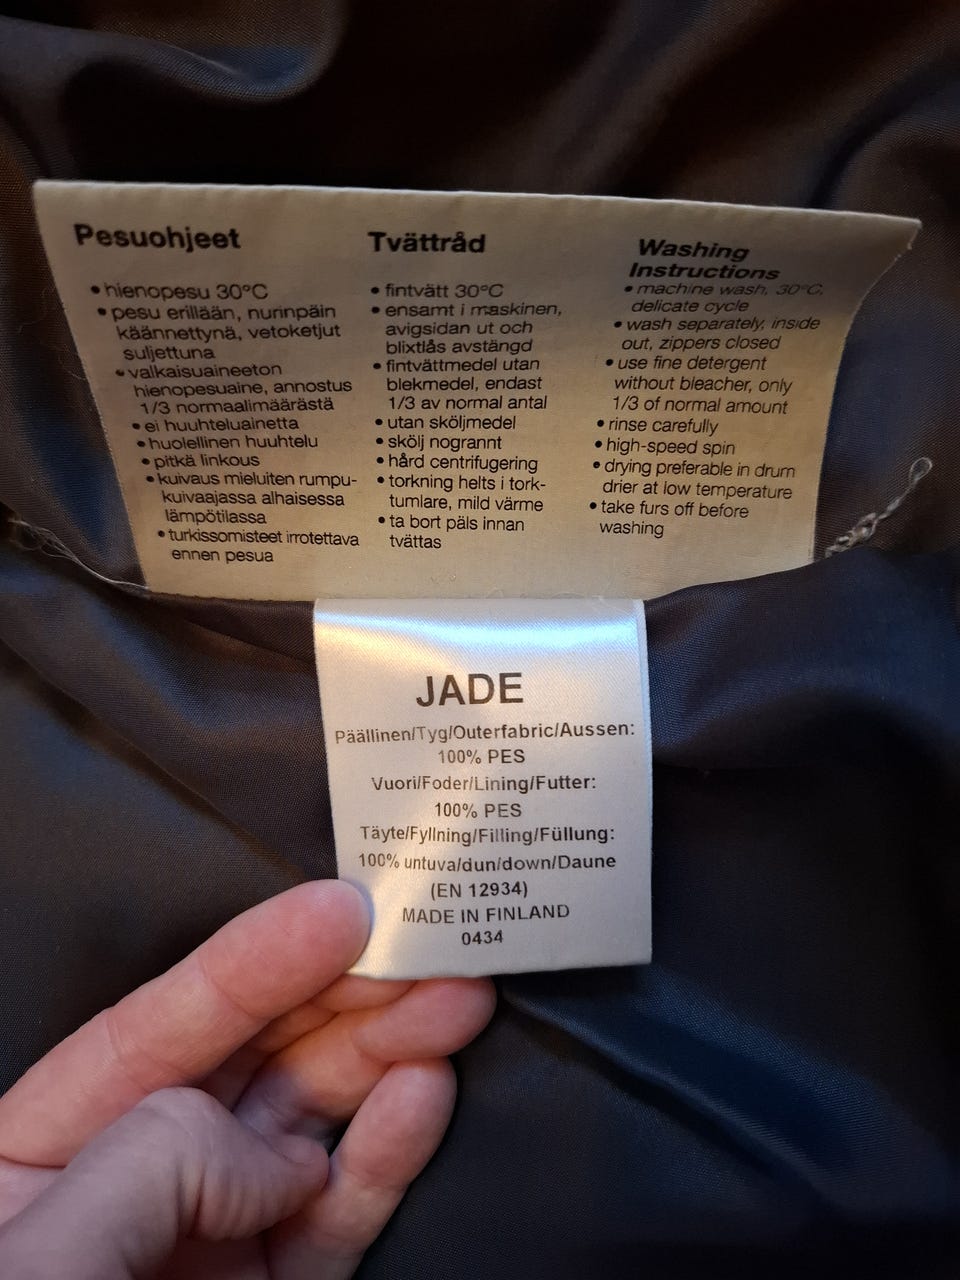 Pesuohjeet
• hienopesu 30°C
• pesu erillään, nurinpäin
käännettynä, vetoketjut
suljettuna
• valkaisuaineeton
hienopesuaine, annostus
1/3 normaalimäärästä
• ei huuhteluainetta
• huolellinen huuhtelu
• pitkä linkous
• kuivaus mieluiten rumpu-
kuivaajassa alhaisessa
lämpötilassa
• turkissomisteet irrotettava
ennen pesua
Tvättråd
• fintvätt 30°C
• ensamt i maskinen,
avigsidan ut och
blixtlås avstängd
• fintvättmedel utan
blekmedel, endast
1/3 av normal antal
• utan sköljmedel
• skölj nogrannt
• hård centrifugering
• torkning helts i tork-
tumlare, mild värme
• ta bort päls innan
tvättas
Washing
Instructions
• machine wash, 30°C,
delicate cycle
• wash separately, inside
out, zippers closed
• use fine detergent
without bleacher, only
1/3 of normal amount
• rinse carefully
• high-speed spin
• drying preferable in drum
drier at low temperature
• take furs off before
washing
JADE
Päällinen/Tyg/Outerfabric/Aussen:
100% PES
Vuori/Foder/Lining/Futter:
100% PES
Täyte/Fyllning/Filling/Füllung:
100% untuva/dun/down/Daune
(EN 12934)
MADE IN FINLAND
0434